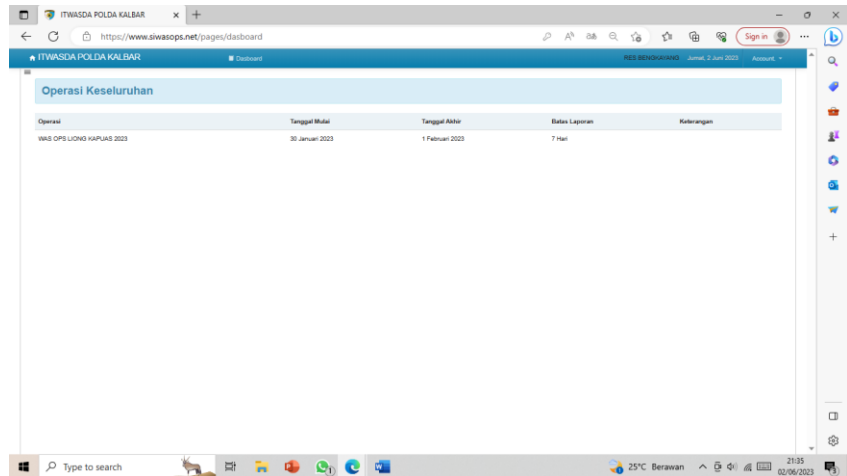 ITWASDA POLDA KALBAR
https://www.siwasops.net/pages/dasboard
Sign in
ITWASDA POLDA KALBAR Dasboard RES BENGKAYANG Jumat, 2 Juni 2023 Account
Operasi Keseluruhan
Operasi Tanggal Mulai Tanggal Akhir Batas Laporan Keterangan
WAS OPS LIONG KAPUAS 2023 30 Januari 2023 1 Februari 2023 7 Hari
Type to search 25°C Berawan 21:35
02/06/2023